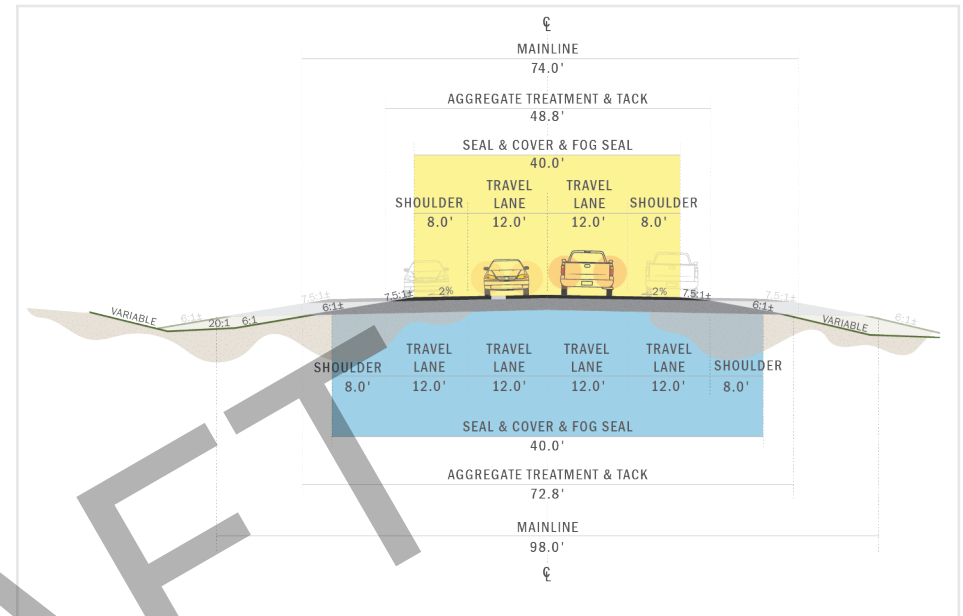 ℄
MAINLINE
74.0'
AGGREGATE TREATMENT & TACK
48.8'
SEAL & COVER & FOG SEAL
40.0'
TRAVEL TRAVEL
SHOULDER LANE LANE SHOULDER
8.0' 12.0' 12.0' 8.0'
7.5:1± 7.5:1± 2% 2% 7.5:1± 7.5:1±
VARIABLE 6:1± 20:1 6:1 6:1± 6:1± VARIABLE 6:1±
TRAVEL TRAVEL TRAVEL TRAVEL
SHOULDER LANE LANE LANE LANE SHOULDER
8.0' 12.0' 12.0' 12.0' 12.0' 8.0'
SEAL & COVER & FOG SEAL
40.0'
AGGREGATE TREATMENT & TACK
72.8'
MAINLINE
98.0'
℄
FT